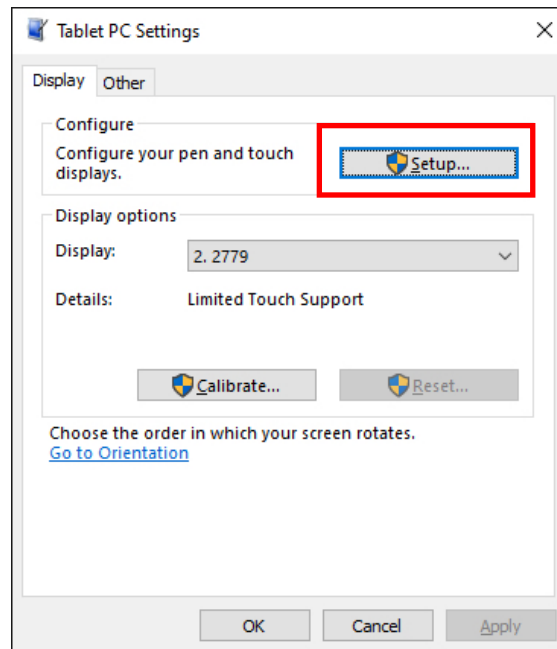 Tablet PC Settings
Display
Other
Configure
Configure your pen and touch
displays.
Setup...
Display options
Display:
2. 2779
Details:
Limited Touch Support
Calibrate...
Reset...
Choose the order in which your screen rotates.
Go to Orientation
OK
Cancel
Apply